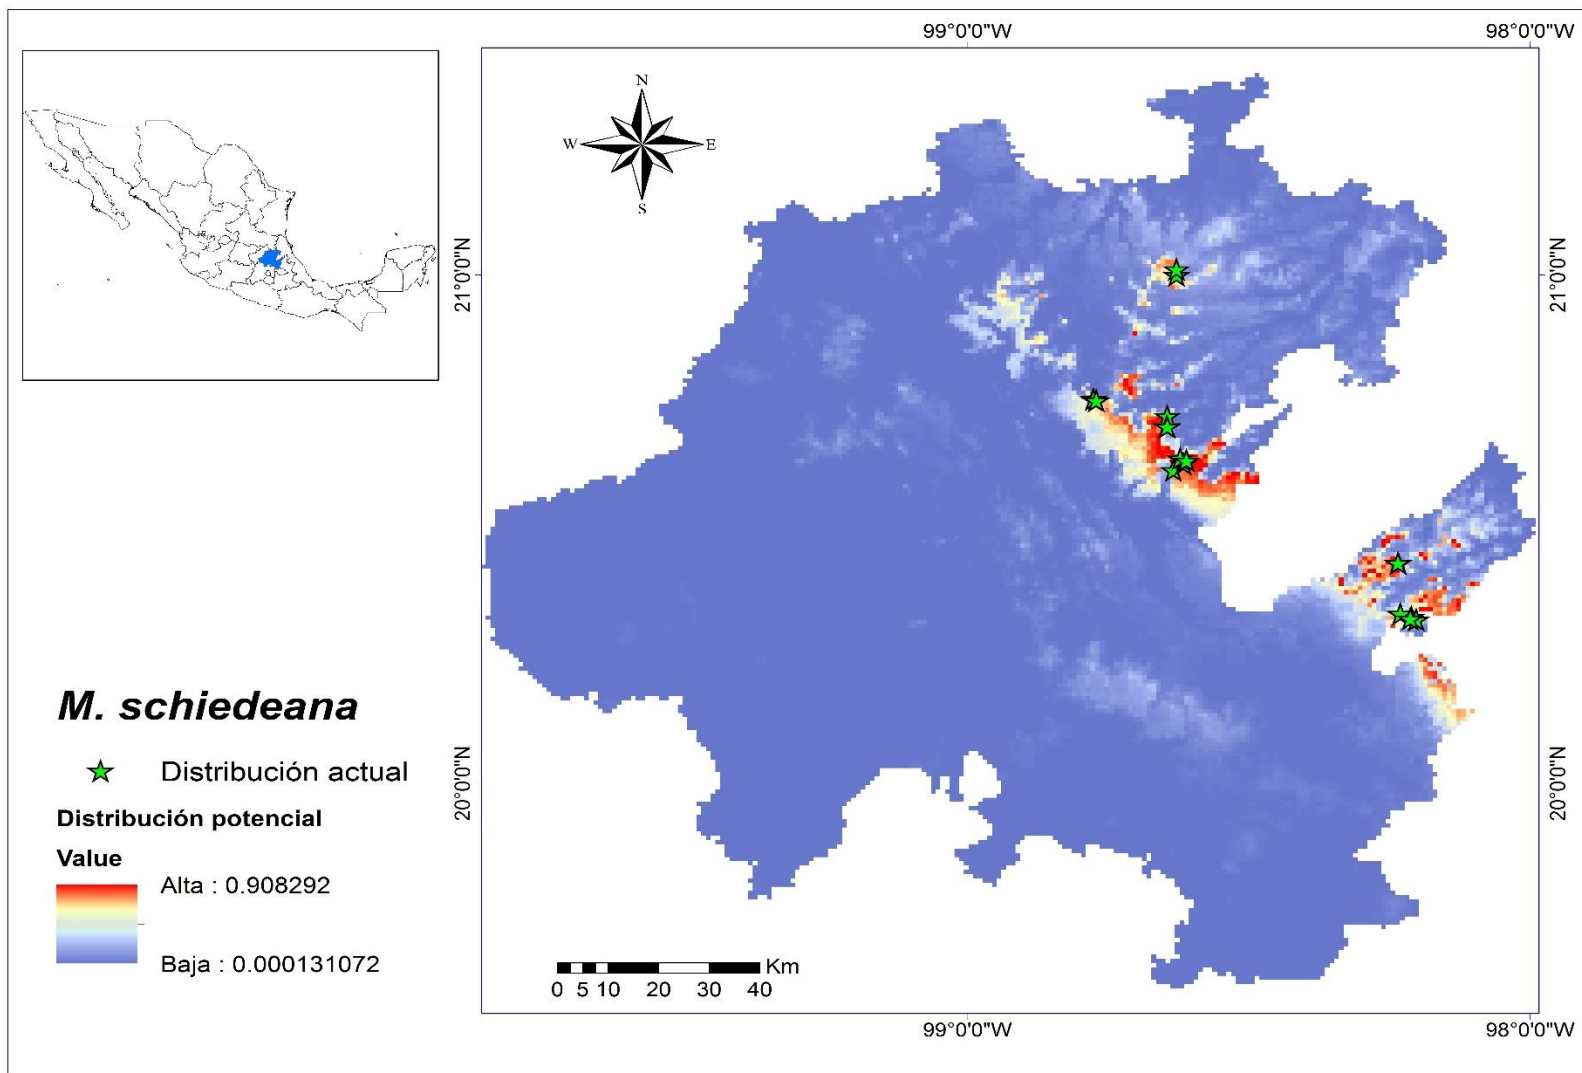 99°0'0"W
98°0'0"W
N
W
E
S
21°0'0"N
21°0'0"N
M. schiedeana
Distribución actual
20°0'0"N
20°0'0"N
Distribución potencial
Value
Alta : 0.908292
Baja : 0.000131072
Km
0 5 10 20 30 40
99°0'0"W
98°0'0"W